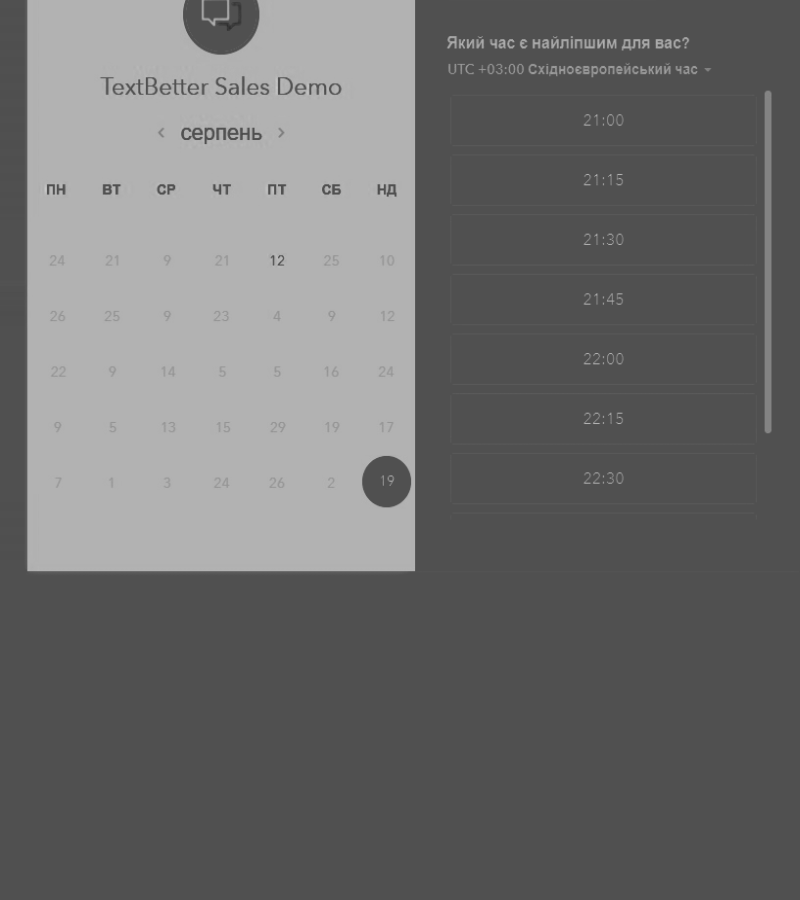 TextBetter Sales Demo
серпень
ПН ВТ СР ЧТ ПТ СБ НД
24 21 9 21 12 25 10
26 25 9 23 4 9 12
22 9 14 5 5 16 24
9 5 13 15 29 19 17
7 1 3 24 26 2 19
Який час є найліпшим для вас?
UTC +03:00 Східноєвропейський час
21:00
21:15
21:30
21:45
22:00
22:15
22:30